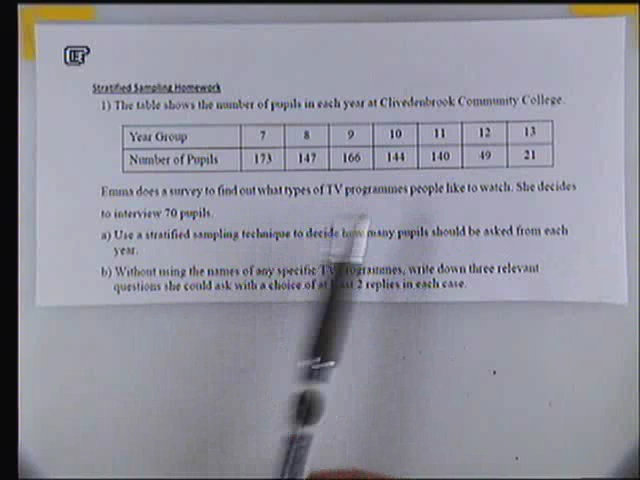 Stratified Sampling Homework
1) The table shows the number of pupils in each year at Clivedenbrook Community College.
Year Group 7 8 9 10 11 12 13
Number of Pupils 173 147 166 144 140 49 21
Emma does a survey to find out what types of TV programmes people like to watch. She decides
to interview 70 pupils.
a) Use a stratified sampling technique to decide how many pupils should be asked from each
year.
b) Without using the names of any specific TV programmes, write down three relevant
questions she could ask with a choice of at least 2 replies in each case.